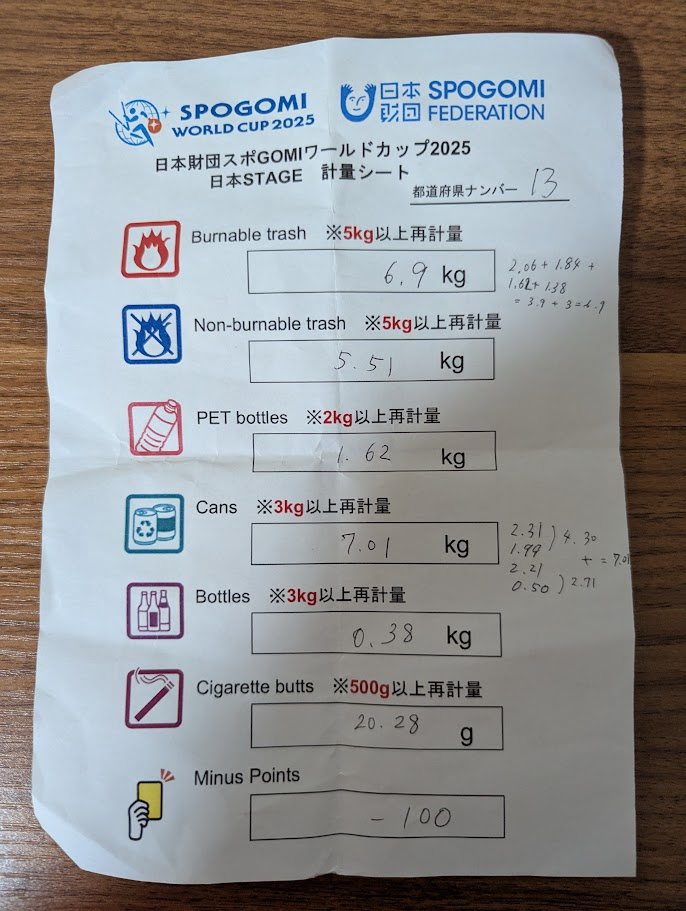 SPOGOMI
WORLD CUP 2025
日本
財団
SPOGOMI
FEDERATION
日本財団スポGOMIワールドカップ2025
日本STAGE 計量シート
都道府県ナンバー 13
Burnable trash ※5kg以上再計量
6.9 kg
2.06 + 1.84 +
1.62 + 1.38
= 3.9 + 3 = 6.9
Non-burnable trash ※5kg以上再計量
5.51 kg
PET bottles ※2kg以上再計量
1.62 kg
Cans ※3kg以上再計量
7.01 kg
2.31 ) 4.30
1.99
+ = 7.01
2.21
0.50 ) 2.71
Bottles ※3kg以上再計量
0.38 kg
Cigarette butts ※500g以上再計量
20.28 g
Minus Points
- 100